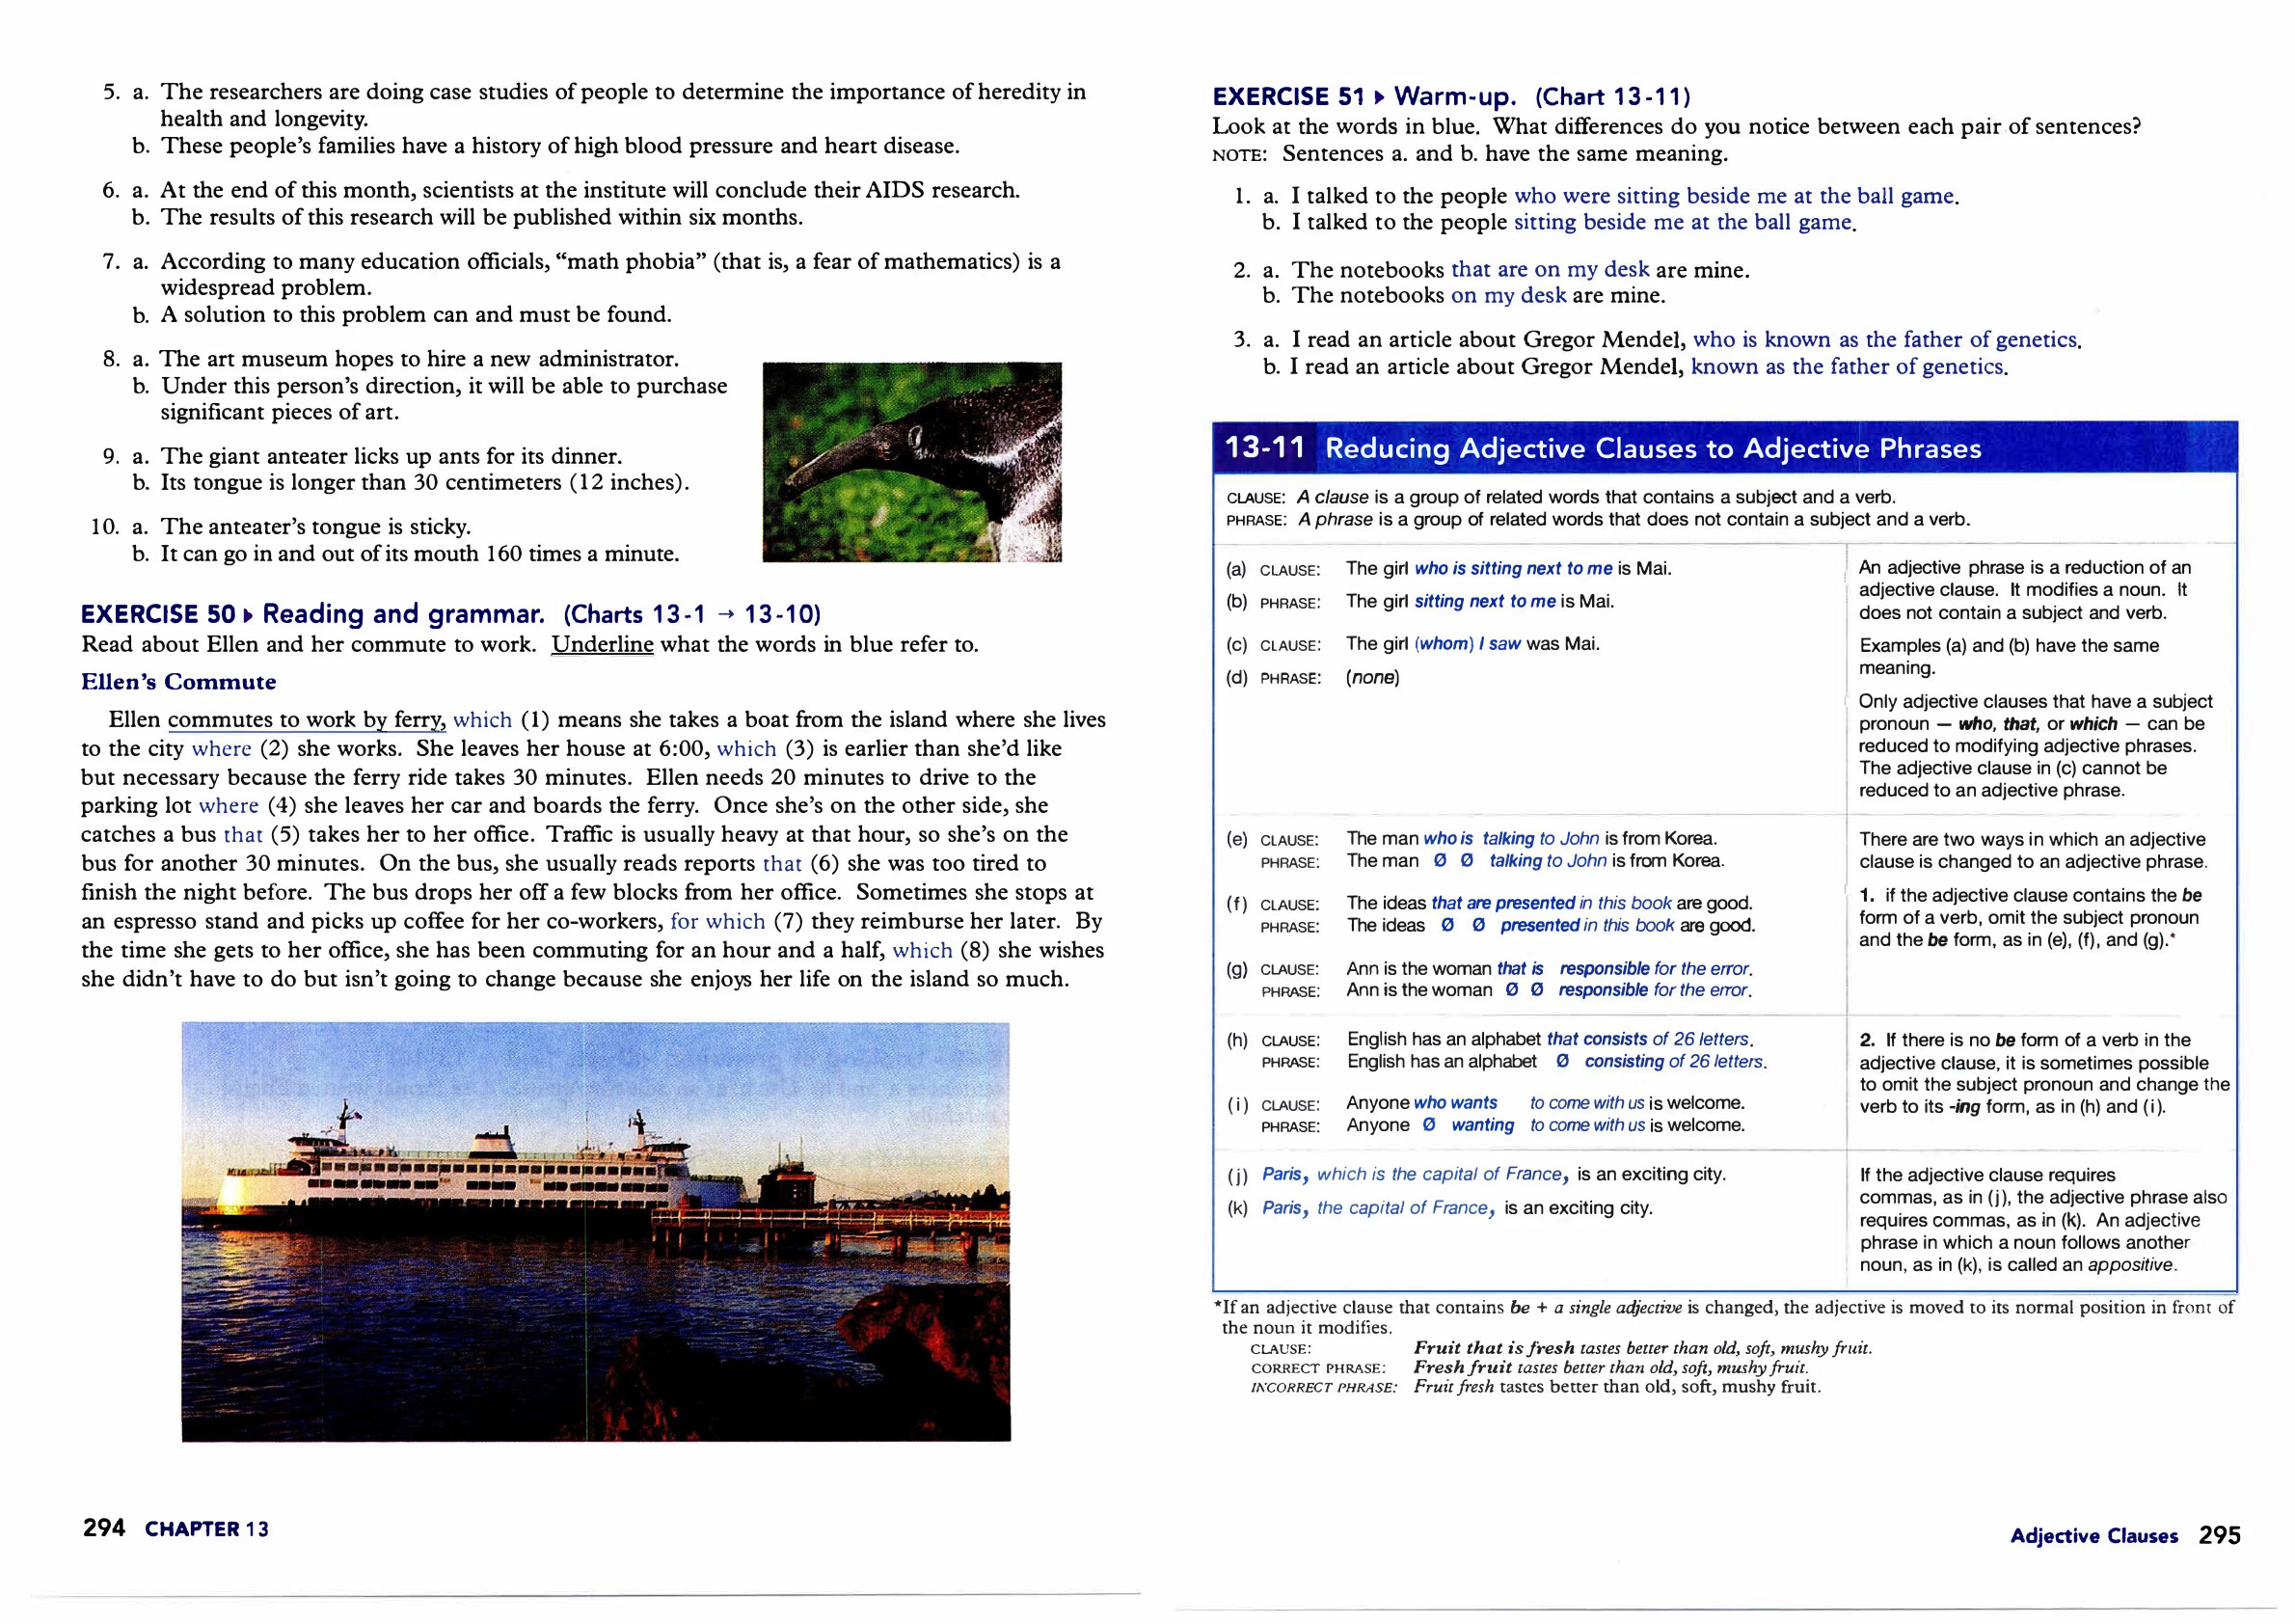 5. a. The researchers are doing case studies of people to determine the importance of heredity in
health and longevity.
b. These people's families have a history of high blood pressure and heart disease.
6. a. At the end of this month, scientists at the institute will conclude their AIDS research.
b. The results of this research will be published within six months.
7. a. According to many education officials, “math phobia” (that is, a fear of mathematics) is a
widespread problem.
b. A solution to this problem can and must be found.
8. a. The art museum hopes to hire a new administrator.
b. Under this person's direction, it will be able to purchase
significant pieces of art.
9. a. The giant anteater licks up ants for its dinner.
b. Its tongue is longer than 30 centimeters (12 inches).
10. a. The anteater's tongue is sticky.
b. It can go in and out of its mouth 160 times a minute.
EXERCISE 50 ▸ Reading and grammar. (Charts 13-1 → 13-10)
Read about Ellen and her commute to work. Underline what the words in blue refer to.
Ellen's Commute
Ellen commutes to work by ferry, which (1) means she takes a boat from the island where she lives
to the city where (2) she works. She leaves her house at 6:00, which (3) is earlier than she'd like
but necessary because the ferry ride takes 30 minutes. Ellen needs 20 minutes to drive to the
parking lot where (4) she leaves her car and boards the ferry. Once she's on the other side, she
catches a bus that (5) takes her to her office. Traffic is usually heavy at that hour, so she's on the
bus for another 30 minutes. On the bus, she usually reads reports that (6) she was too tired to
finish the night before. The bus drops her off a few blocks from her office. Sometimes she stops at
an espresso stand and picks up coffee for her co-workers, for which (7) they reimburse her later. By
the time she gets to her office, she has been commuting for an hour and a half, which (8) she wishes
she didn't have to do but isn't going to change because she enjoys her life on the island so much.
294 CHAPTER 13
EXERCISE 51 ▸ Warm-up. (Chart 13-11)
Look at the words in blue. What differences do you notice between each pair of sentences?
NOTE: Sentences a. and b. have the same meaning.
1. a. I talked to the people who were sitting beside me at the ball game.
b. I talked to the people sitting beside me at the ball game.
2. a. The notebooks that are on my desk are mine.
b. The notebooks on my desk are mine.
3. a. I read an article about Gregor Mendel, who is known as the father of genetics.
b. I read an article about Gregor Mendel, known as the father of genetics.
13-11 Reducing Adjective Clauses to Adjective Phrases
CLAUSE: A clause is a group of related words that contains a subject and a verb.
PHRASE: A phrase is a group of related words that does not contain a subject and a verb.
(a) CLAUSE: The girl who is sitting next to me is Mai.
(b) PHRASE: The girl sitting next to me is Mai.
(c) CLAUSE: The girl (whom) I saw was Mai.
(d) PHRASE: (none)
An adjective phrase is a reduction of an
adjective clause. It modifies a noun. It
does not contain a subject and verb.
Examples (a) and (b) have the same
meaning.
Only adjective clauses that have a subject
pronoun — who, that, or which — can be
reduced to modifying adjective phrases.
The adjective clause in (c) cannot be
reduced to an adjective phrase.
(e) CLAUSE: The man who is talking to John is from Korea.
PHRASE: The man Ø Ø talking to John is from Korea.
(f) CLAUSE: The ideas that are presented in this book are good.
PHRASE: The ideas Ø Ø presented in this book are good.
(g) CLAUSE: Ann is the woman that is responsible for the error.
PHRASE: Ann is the woman Ø Ø responsible for the error.
There are two ways in which an adjective
clause is changed to an adjective phrase.
1. if the adjective clause contains the be
form of a verb, omit the subject pronoun
and the be form, as in (e), (f), and (g).*
(h) CLAUSE: English has an alphabet that consists of 26 letters.
PHRASE: English has an alphabet Ø consisting of 26 letters.
(i) CLAUSE: Anyone who wants to come with us is welcome.
PHRASE: Anyone Ø wanting to come with us is welcome.
2. If there is no be form of a verb in the
adjective clause, it is sometimes possible
to omit the subject pronoun and change the
verb to its -ing form, as in (h) and (i).
(j) Paris, which is the capital of France, is an exciting city.
(k) Paris, the capital of France, is an exciting city.
If the adjective clause requires
commas, as in (j), the adjective phrase also
requires commas, as in (k). An adjective
phrase in which a noun follows another
noun, as in (k), is called an appositive.
*If an adjective clause that contains be + a single adjective is changed, the adjective is moved to its normal position in front of
the noun it modifies.
CLAUSE: Fruit that is fresh tastes better than old, soft, mushy fruit.
CORRECT PHRASE: Fresh fruit tastes better than old, soft, mushy fruit.
INCORRECT PHRASE: Fruit fresh tastes better than old, soft, mushy fruit.
Adjective Clauses 295